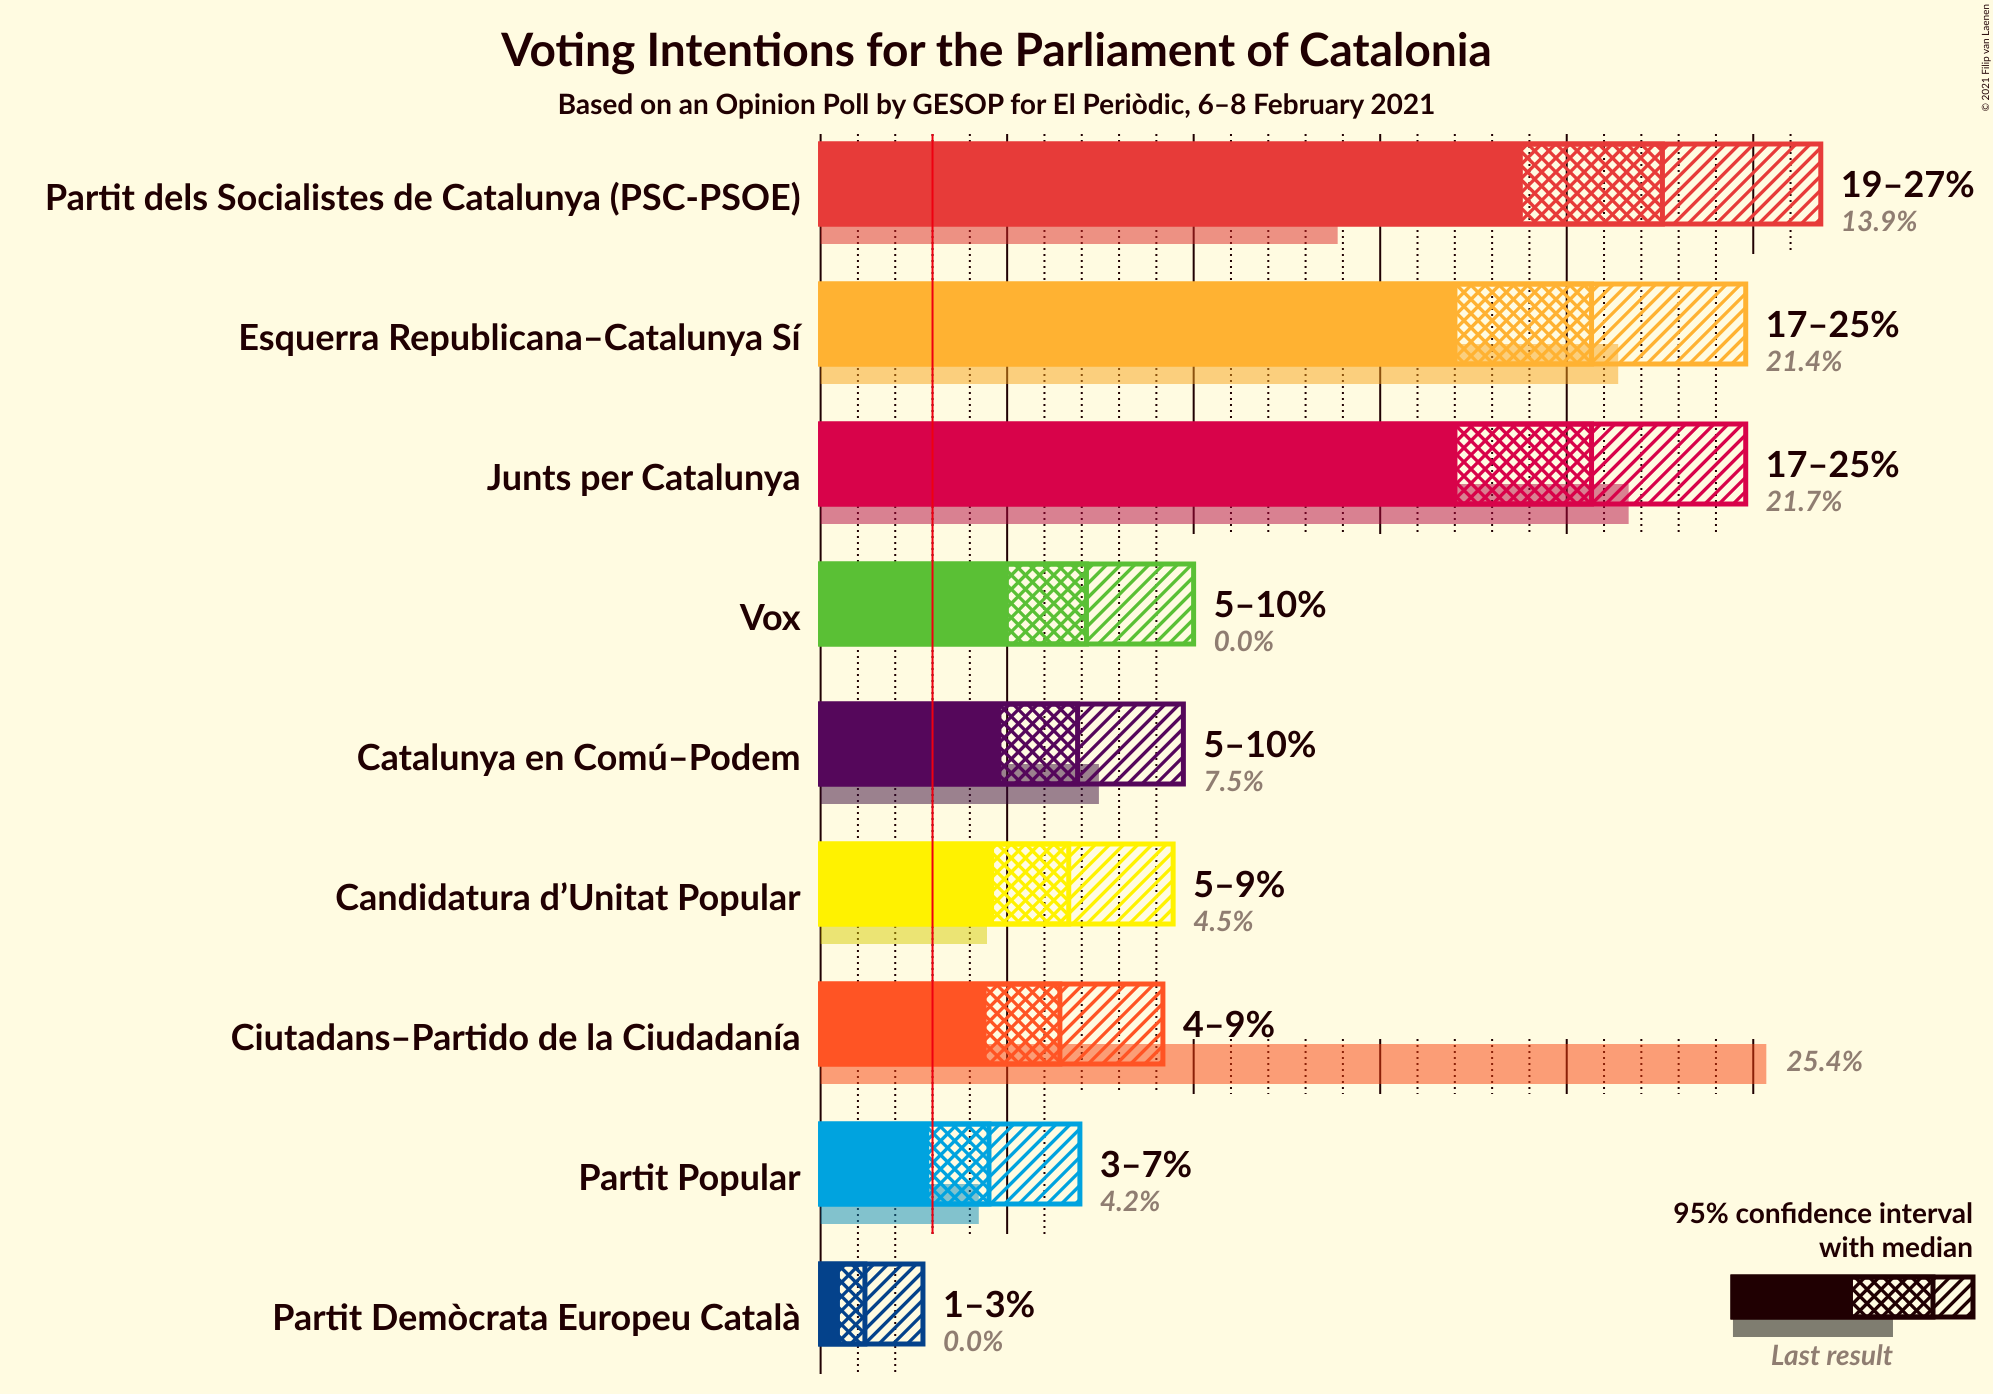 Voting Intentions for the Parliament of Catalonia
Based on an Opinion Poll by GESOP for El Periòdic, 6–8 February 2021
© 2021 Filip van Laenen
Partit dels Socialistes de Catalunya (PSC-PSOE)
19–27%
13.9%
Esquerra Republicana–Catalunya Sí
17–25%
21.4%
Junts per Catalunya
17–25%
21.7%
Vox
5–10%
0.0%
Catalunya en Comú–Podem
5–10%
7.5%
Candidatura d’Unitat Popular
5–9%
4.5%
Ciutadans–Partido de la Ciudadanía
4–9%
25.4%
Partit Popular
3–7%
4.2%
Partit Demòcrata Europeu Català
1–3%
0.0%
95% confidence interval
with median
Last result